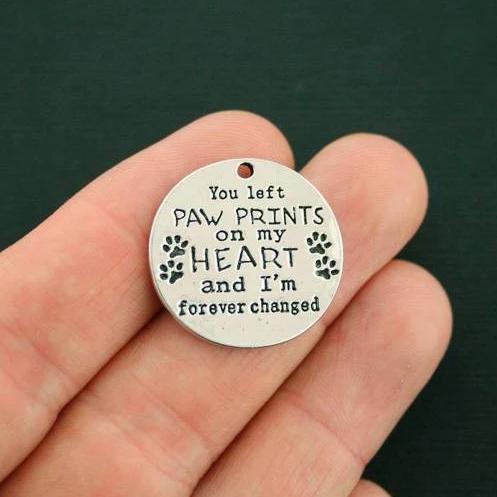 You left
PAW PRINTS
on my
HEART
and I'm
forever changed